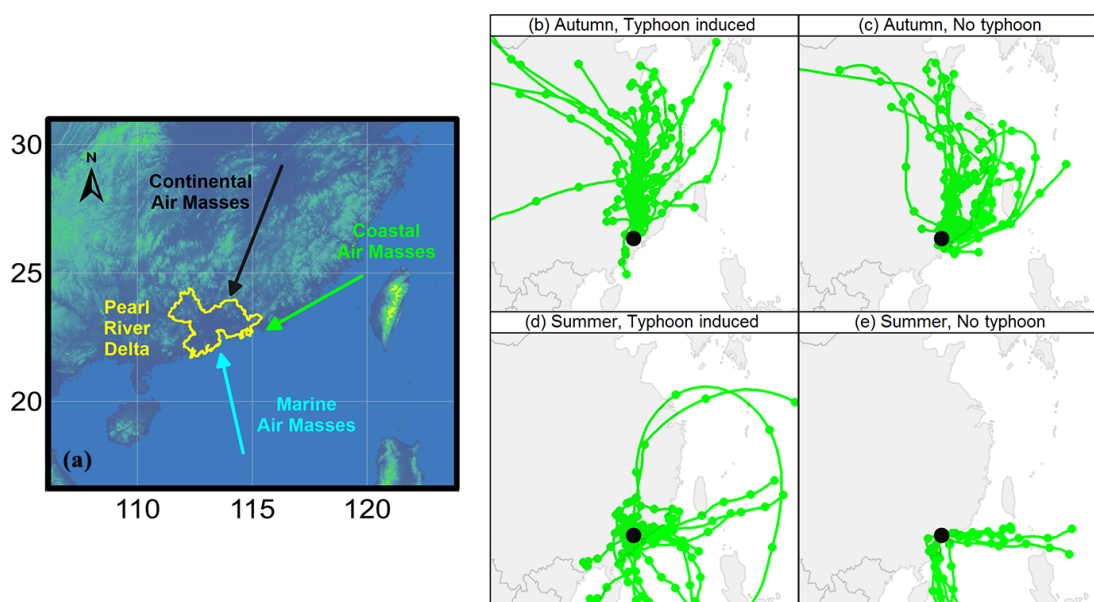 30
25
20
110
115
120
N
Continental
Air Masses
Coastal
Air Masses
Pearl
River
Delta
Marine
Air Masses
(a)
(b) Autumn, Typhoon induced
(c) Autumn, No typhoon
(d) Summer, Typhoon induced
(e) Summer, No typhoon